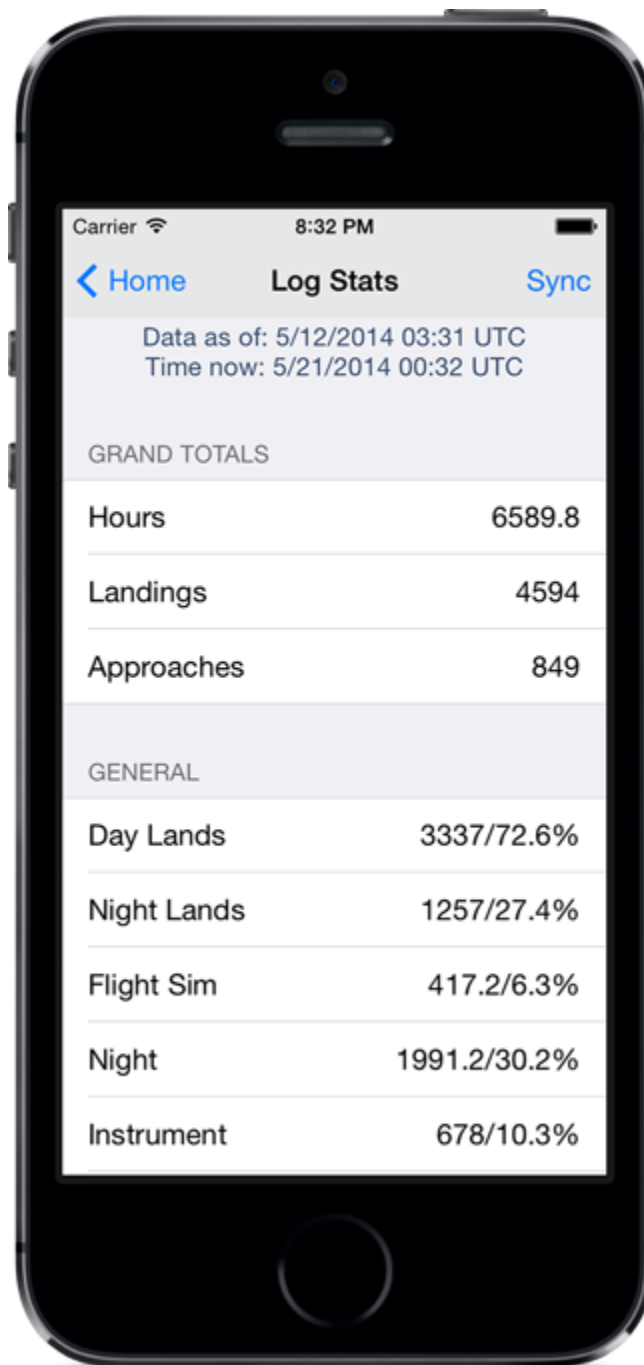 Carrier 8:32 PM
Home Log Stats Sync
Data as of: 5/12/2014 03:31 UTC
Time now: 5/21/2014 00:32 UTC
GRAND TOTALS
Hours 6589.8
Landings 4594
Approaches 849
GENERAL
Day Lands 3337/72.6%
Night Lands 1257/27.4%
Flight Sim 417.2/6.3%
Night 1991.2/30.2%
Instrument 678/10.3%